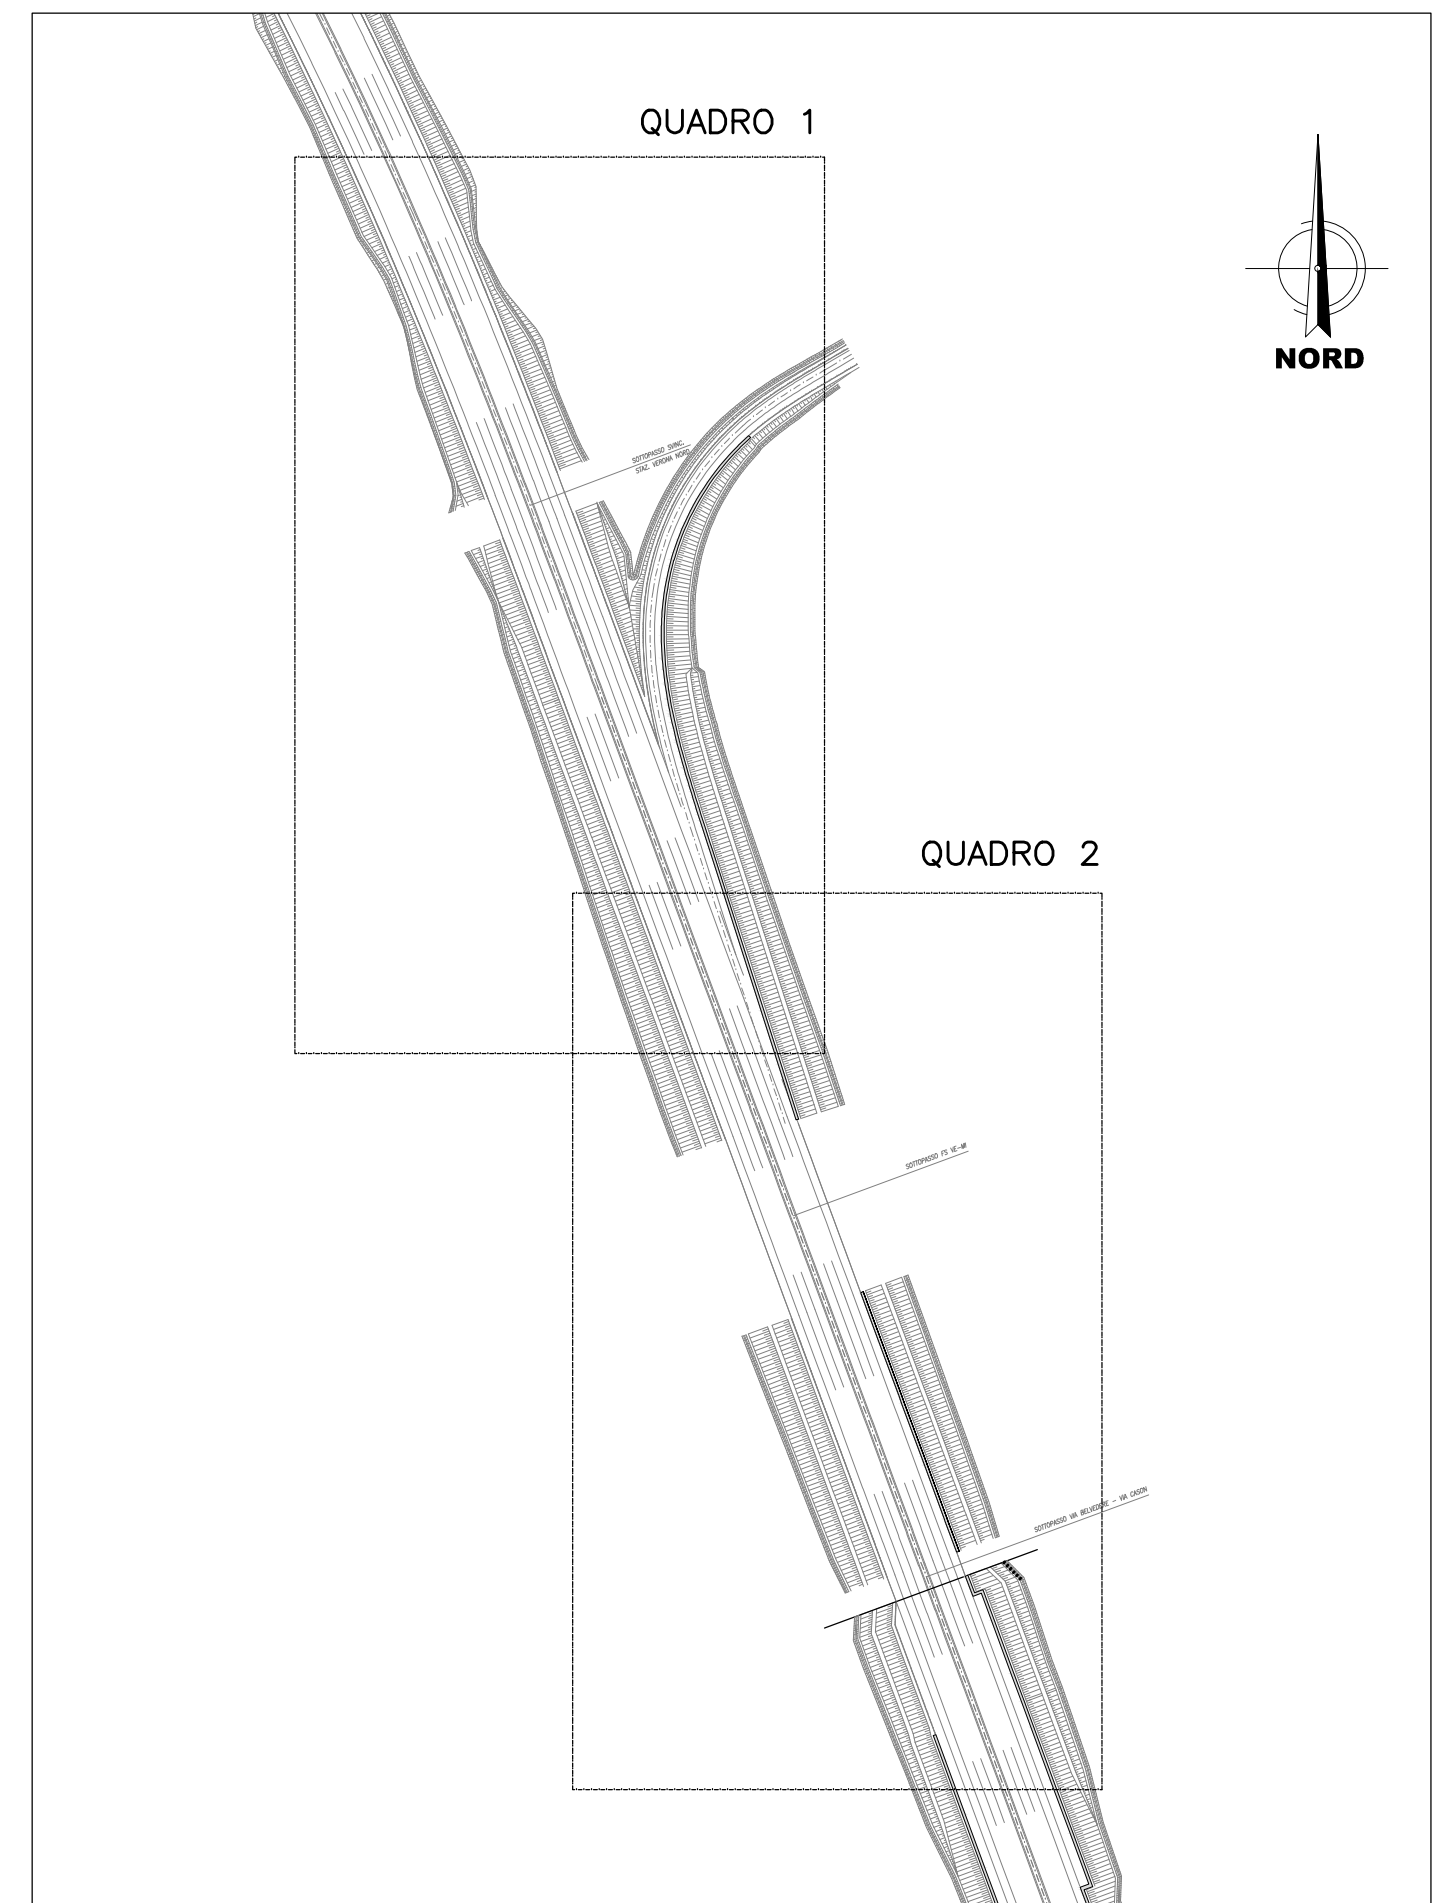 QUADRO 1
NORD
SOTTOPASSO SVINC.
STAZ. VERONA NORD
QUADRO 2
SOTTOPASSO FS VE-MI
SOTTOPASSO VIA BELVEDERE - VIA CASON